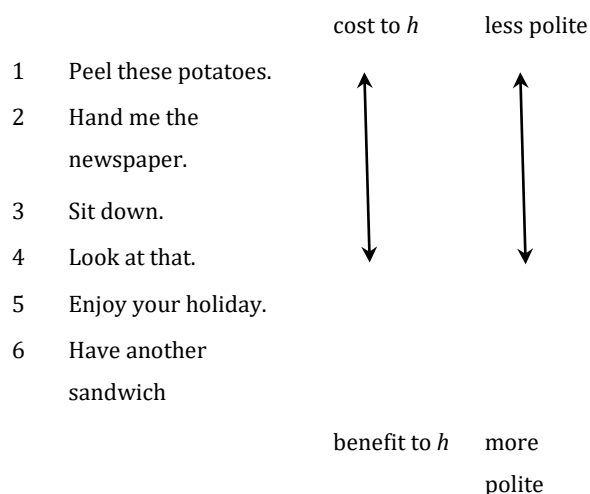 cost to h less polite
1 Peel these potatoes.
2 Hand me the
newspaper.
3 Sit down.
4 Look at that.
5 Enjoy your holiday.
6 Have another
sandwich
benefit to h more
polite